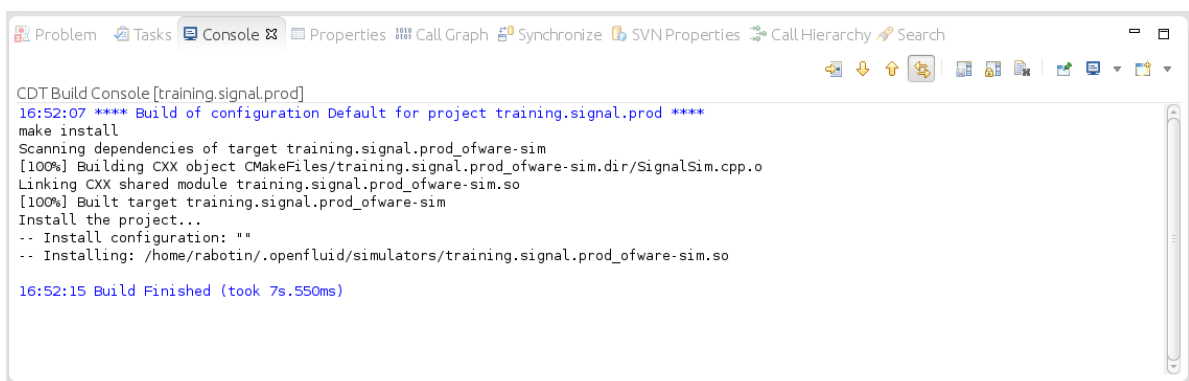 Problem Tasks Console Properties Call Graph Synchronize SVN Properties Call Hierarchy Search
CDT Build Console [training.signal.prod]
16:52:07 **** Build of configuration Default for project training.signal.prod ****
make install
Scanning dependencies of target training.signal.prod_ofware-sim
[100%] Building CXX object CMakeFiles/training.signal.prod_ofware-sim.dir/SignalSim.cpp.o
Linking CXX shared module training.signal.prod_ofware-sim.so
[100%] Built target training.signal.prod_ofware-sim
Install the project...
-- Install configuration: ""
-- Installing: /home/rabotin/.openfluid/simulators/training.signal.prod_ofware-sim.so
16:52:15 Build Finished (took 7s.550ms)